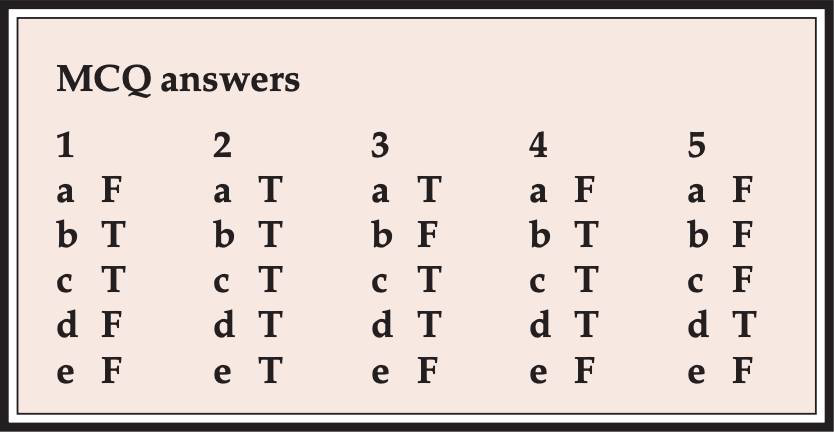 MCQ answers
1 2 3 4 5
a F a T a T a F a F
b T b T b F b T b F
c T c T c T c T c F
d F d T d T d T d T
e F e T e F e F e F